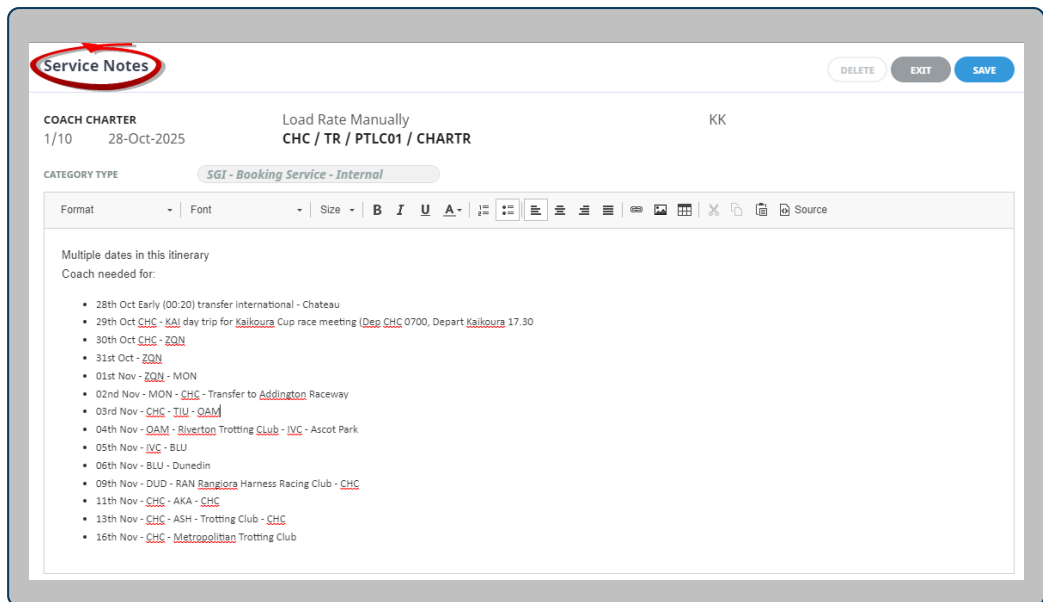 Service Notes
DELETE EXIT SAVE
COACH CHARTER Load Rate Manually KK
1/10 28-Oct-2025 CHC / TR / PTLC01 / CHARTR
CATEGORY TYPE SGI - Booking Service - Internal
Format Font Size B I U A Source
Multiple dates in this itinerary
Coach needed for:
• 28th Oct Early (00:20) transfer international - Chateau
• 29th Oct CHC - KAI day trip for Kaikoura Cup race meeting (Dep CHC 0700, Depart Kaikoura 17.30
• 30th Oct CHC - ZQN
• 31st Oct - ZQN
• 01st Nov - ZQN - MON
• 02nd Nov - MON - CHC - Transfer to Addington Raceway
• 03rd Nov - CHC - TIU - OAM
• 04th Nov - OAM - Riverton Trotting CLub - IVC - Ascot Park
• 05th Nov - IVC - BLU
• 06th Nov - BLU - Dunedin
• 09th Nov - DUD - RAN Rangiora Harness Racing Club - CHC
• 11th Nov - CHC - AKA - CHC
• 13th Nov - CHC - ASH - Trotting Club - CHC
• 16th Nov - CHC - Metropolitian Trotting Club